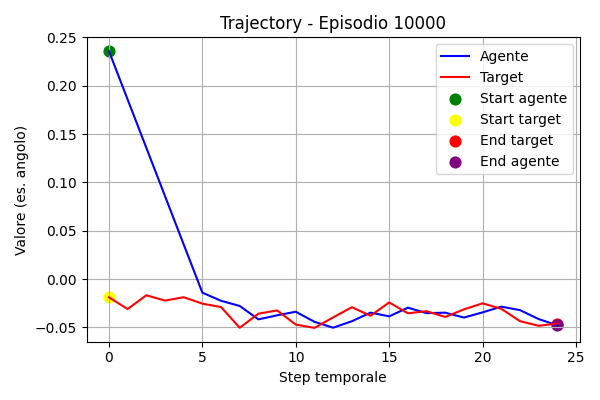 Trajectory - Episodio 10000
Valore (es. angolo)
0.25
0.20
0.15
0.10
0.05
0.00
−0.05
0 5 10 15 20 25
Step temporale
Agente
Target
Start agente
Start target
End target
End agente